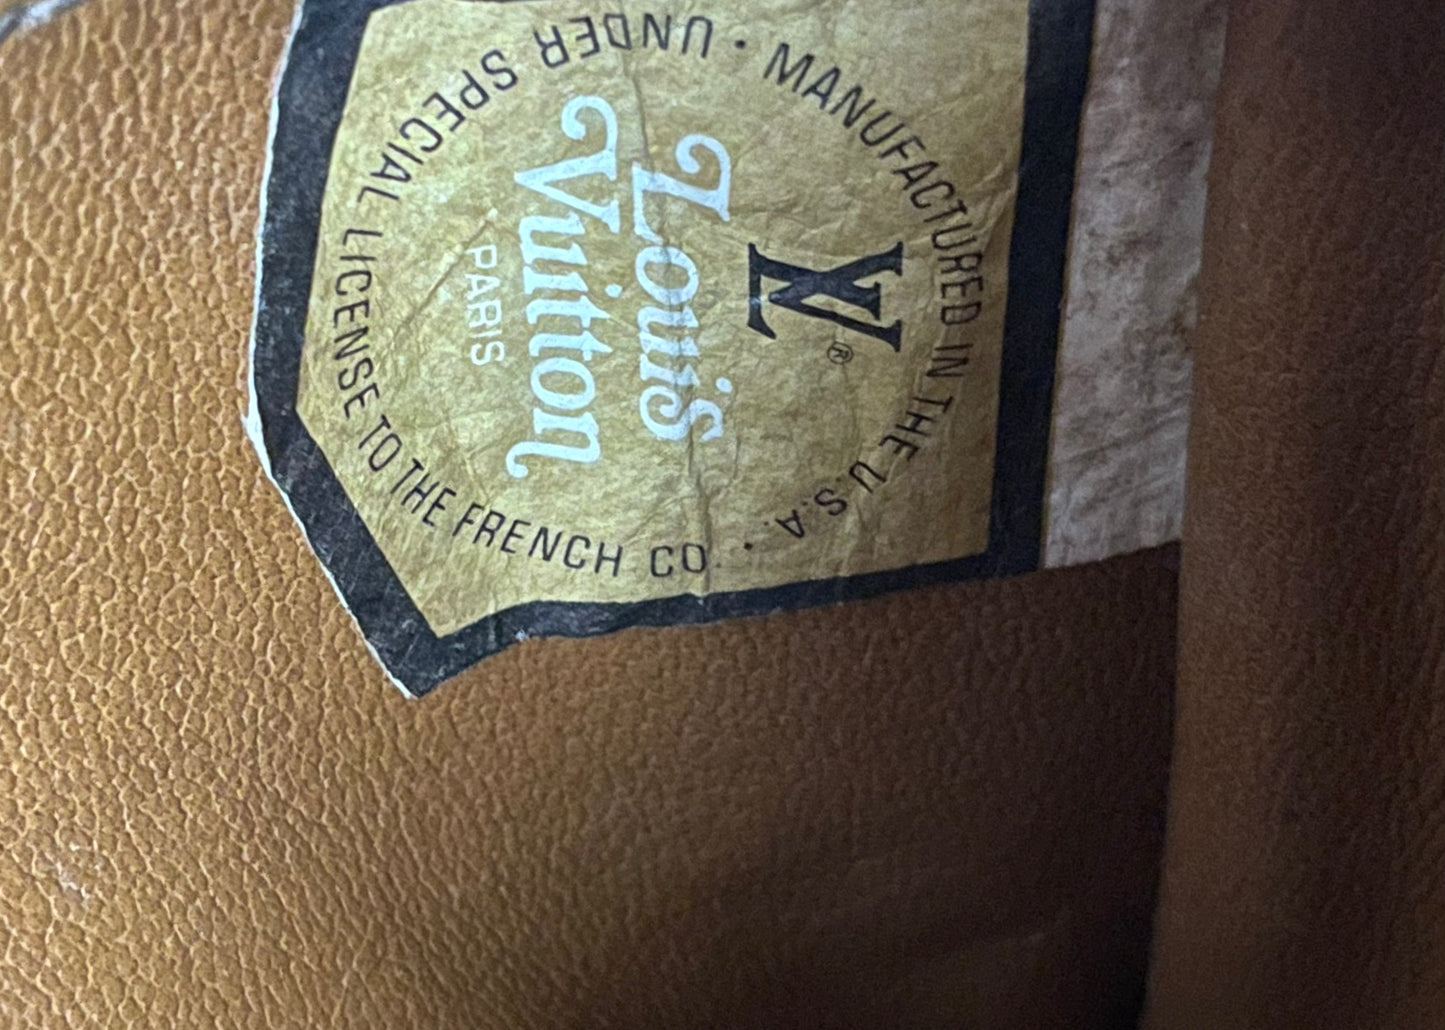 MANUFACTURED IN THE U.S.A. ·
UNDER SPECIAL LICENSE TO THE FRENCH CO. ·
LV®
Louis
Vuitton
PARIS